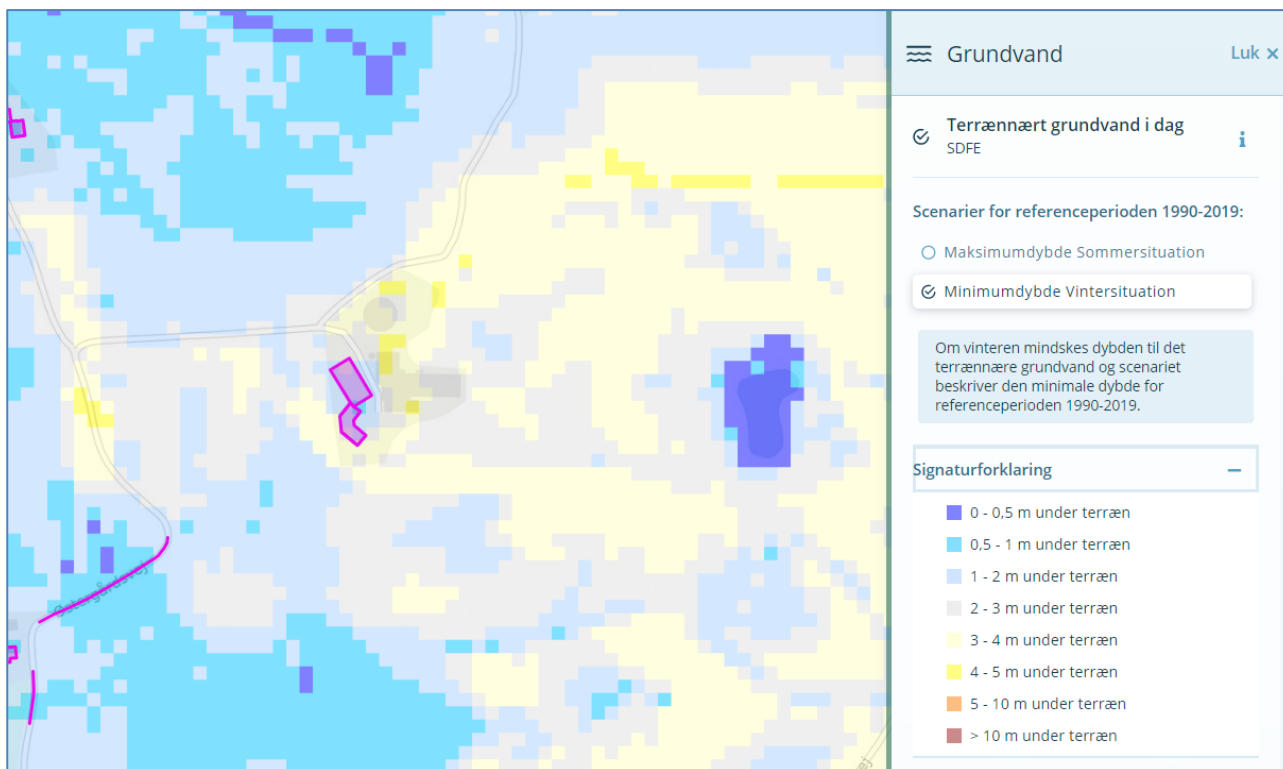 Grundvand
Luk ×
Terrænnært grundvand i dag
SDFE
Scenarier for referenceperioden 1990-2019:
Maksimumdybde Sommersituation
Minimumdybde Vintersituation
Om vinteren mindskes dybden til det
terrænnære grundvand og scenariet
beskriver den minimale dybde for
referenceperioden 1990-2019.
Signaturforklaring
0 - 0,5 m under terræn
0,5 - 1 m under terræn
1 - 2 m under terræn
2 - 3 m under terræn
3 - 4 m under terræn
4 - 5 m under terræn
5 - 10 m under terræn
> 10 m under terræn
Østergårdsvej